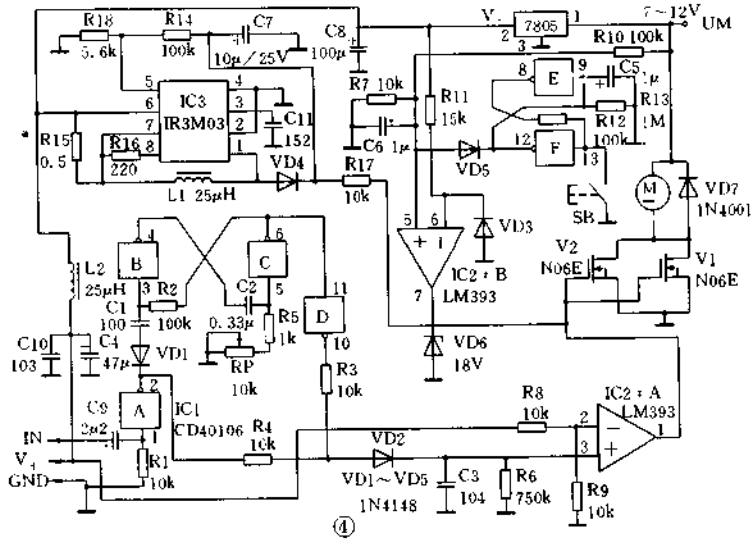 R18
5.6k
R14
100k
C7
10μ/25V
C8
100μ
V+
7805
1
2
3
7～12V
UM
R10 100k
R7 10k
R11
15k
8
E
9
C5
1μ
R13
1M
R12
100k
C6 1μ
VD5
12
F
13
SB
5
4
6
3
7
2
8
1
IC3
IR3M03
C11
152
R15
0.5
R16
220
L1 25μH
VD4
R17
10k
M
VD7
1N4001
5
6
7
VD3
IC2：B
LM393
V2
N06E
V1
N06E
L2
25μH
4
B
3
R2
100k
C1
100
6
C
5
C2
0.33μ
R5
1k
RP
10k
11
D
10
VD6
18V
C10
103
C4
47μ
VD1
2
A
1
IC1
CD40106
R3
10k
C9
2μ2
IN
V+
GND
R1
10k
R4
10k
VD2
VD1～VD5
1N4148
C3
104
R6
750k
R8
10k
R9
10k
IC2：A
LM393
2
3
1
④